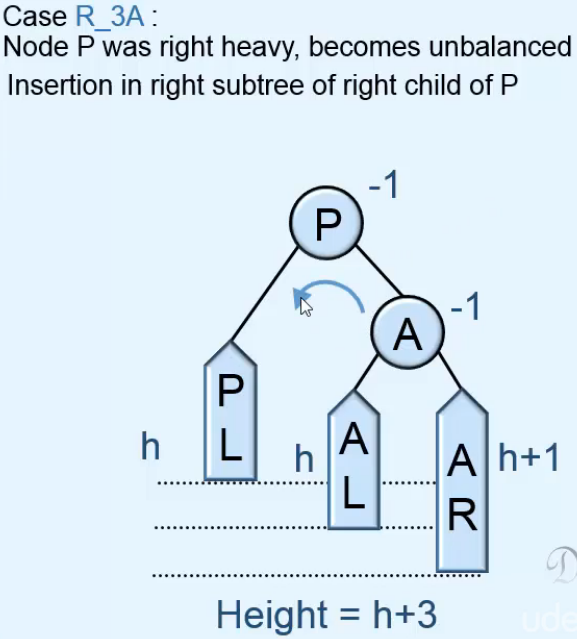 Case R_3A :
Node P was right heavy, becomes unbalanced
Insertion in right subtree of right child of P
-1
P
-1
A
P
L
h
A
L
h
A
R
h+1
Height = h+3
ude